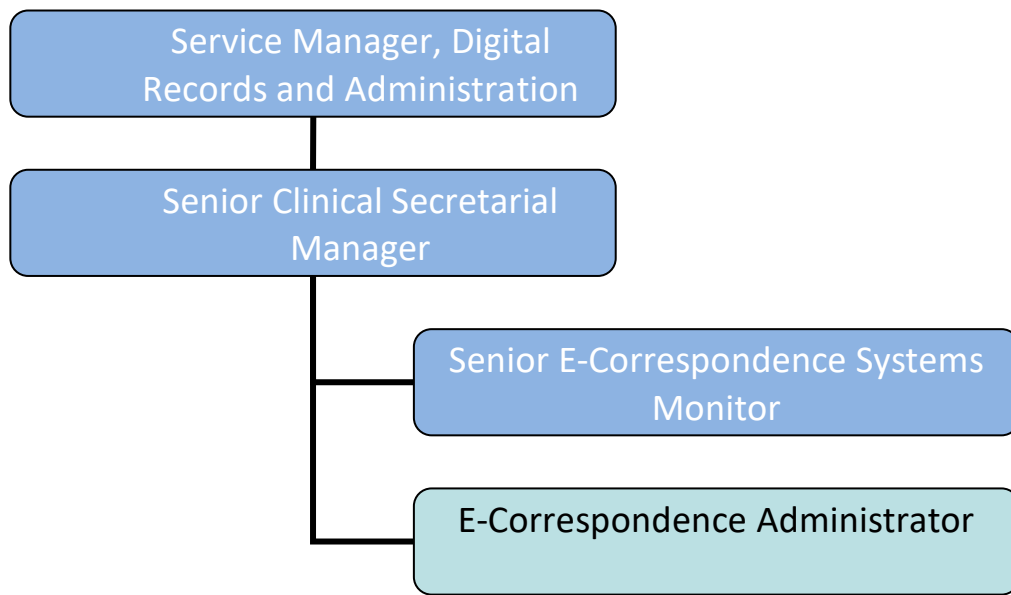 Service Manager, Digital
Records and Administration
Senior Clinical Secretarial
Manager
Senior E-Correspondence Systems
Monitor
E-Correspondence Administrator